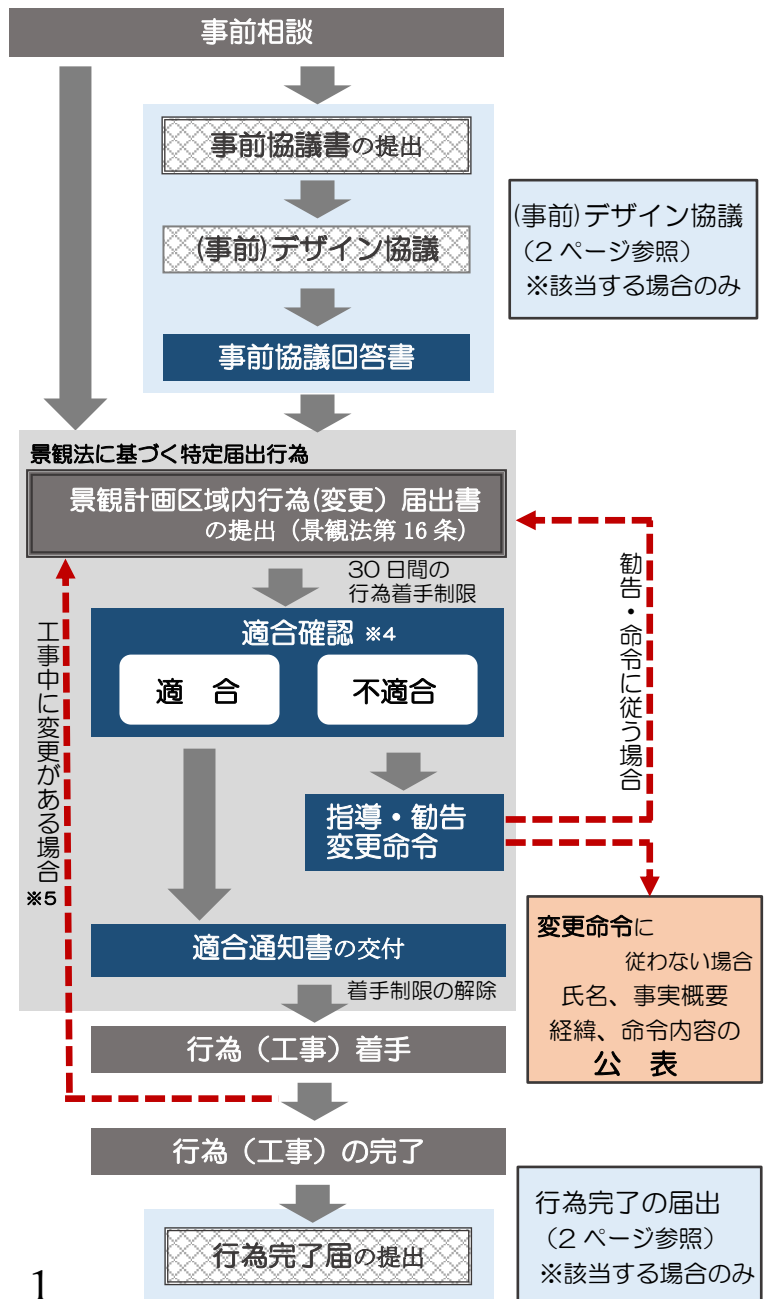 事前相談
事前協議書の提出
(事前)デザイン協議
事前協議回答書
(事前)デザイン協議
（2 ページ参照）
※該当する場合のみ
景観法に基づく特定届出行為
景観計画区域内行為(変更）届出書
の提出（景観法第 16 条）
30 日間の
行為着手制限
適合確認 ※4
適 合
不適合
指導・勧告
変更命令
勧告・命令に従う場合
工事中に変更がある場合
※5
適合通知書の交付
着手制限の解除
変更命令に
従わない場合
氏名、事実概要
経緯、命令内容の
公 表
行為（工事）着手
行為（工事）の完了
行為完了届の提出
行為完了の届出
（2 ページ参照）
※該当する場合のみ
1